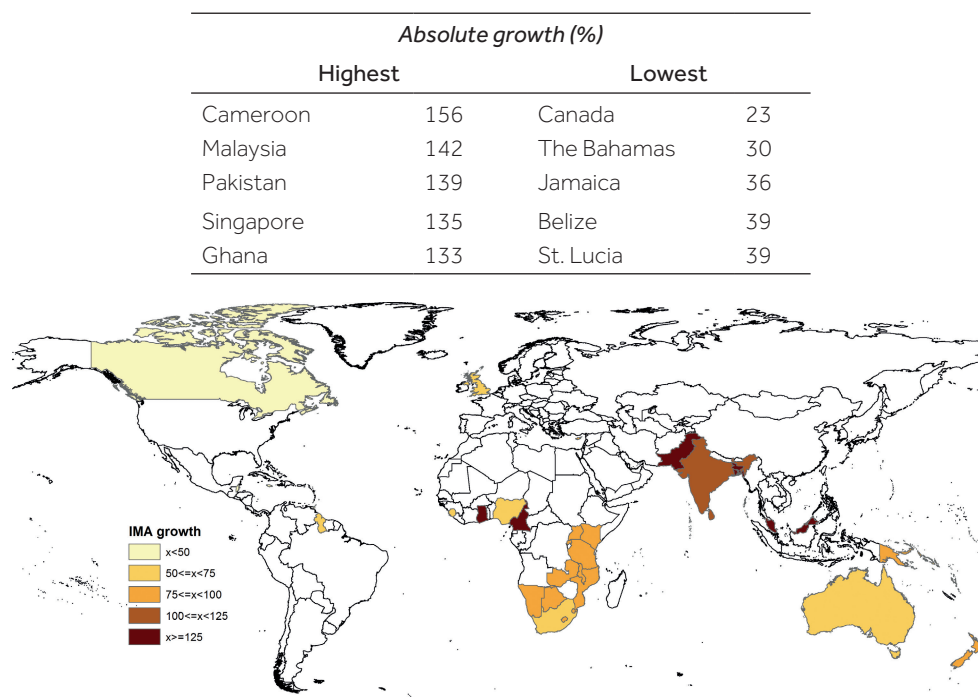 Absolute growth (%)
Highest Lowest
Cameroon 156 Canada 23
Malaysia 142 The Bahamas 30
Pakistan 139 Jamaica 36
Singapore 135 Belize 39
Ghana 133 St. Lucia 39
IMA growth
x<50
50<=x<75
75<=x<100
100<=x<125
x>=125